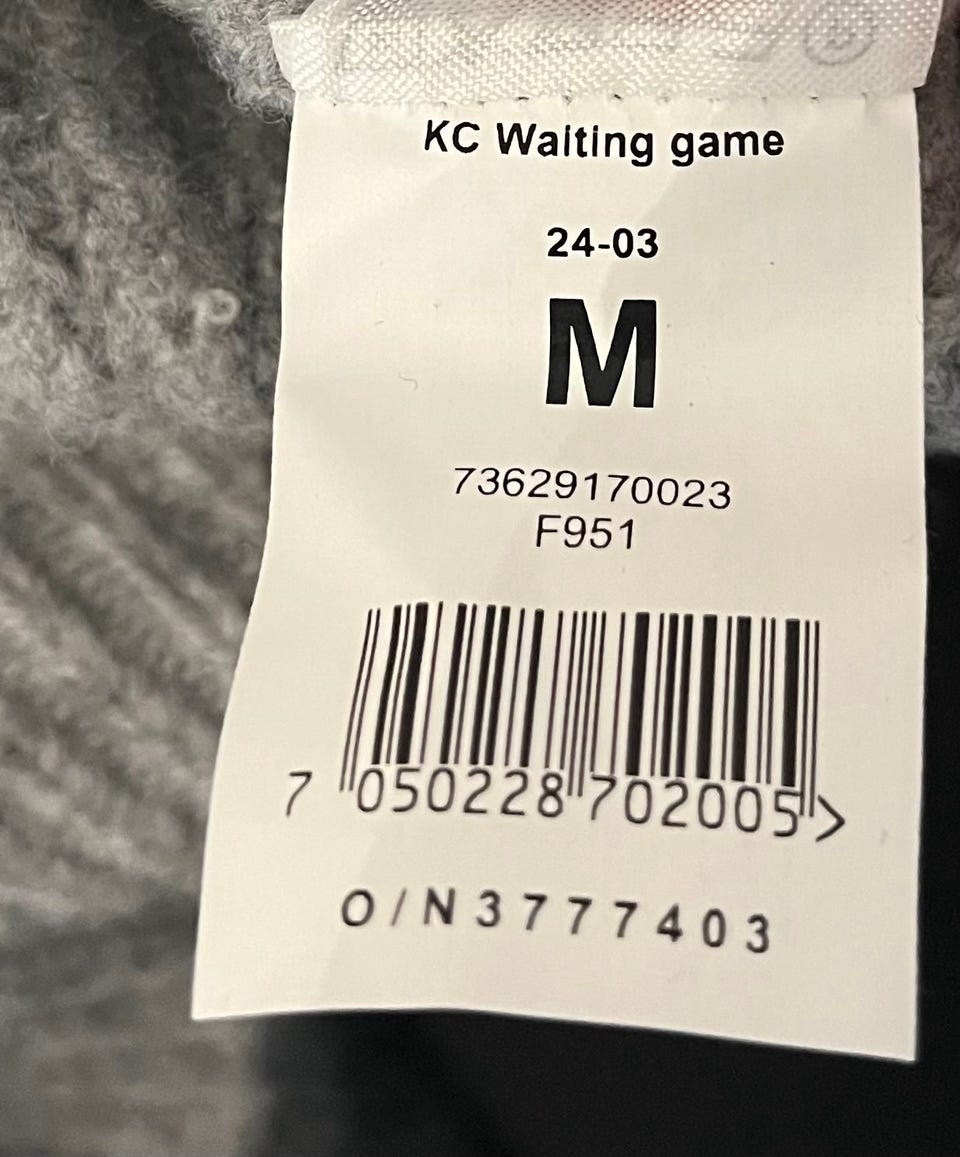 KC Waiting game
24-03
M
73629170023
F951
7 050228 702005 >
O/N3777403